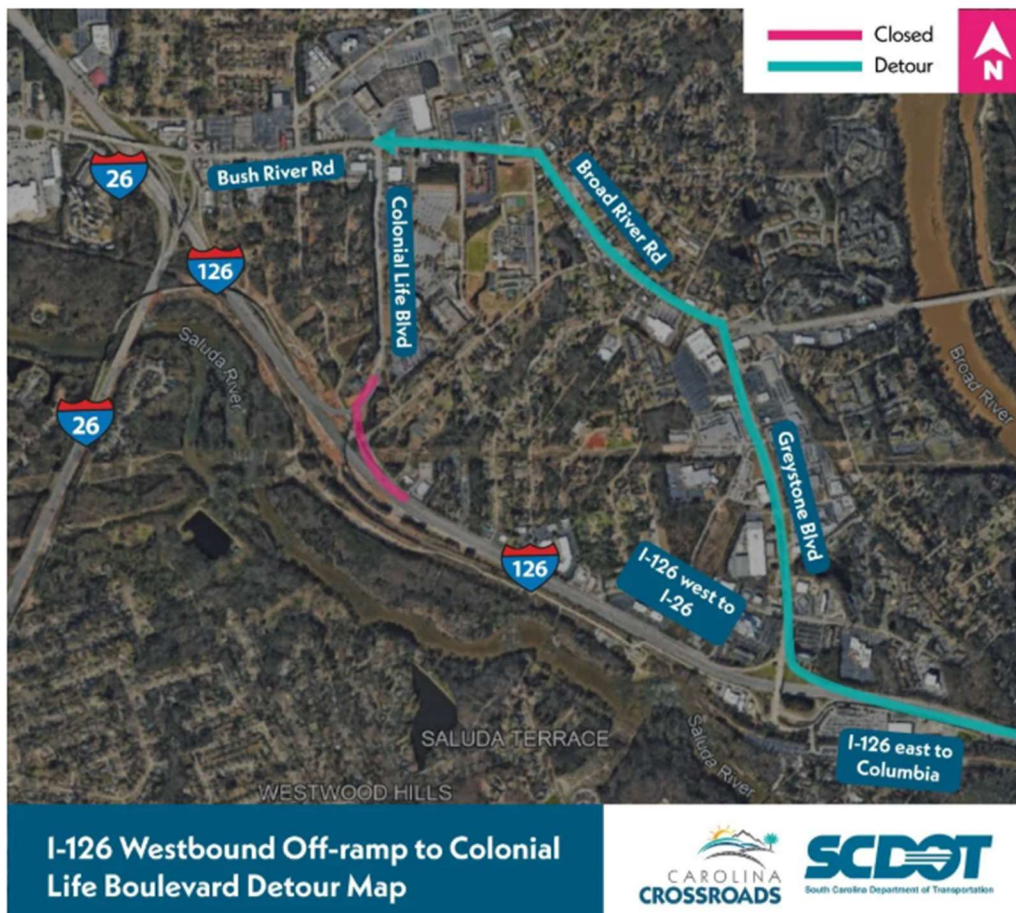 Closed
Detour
N
26
Bush River Rd
Broad River Rd
126
Colonial Life Blvd
Saluda River
Broad River
26
Greystone Blvd
126
I-126 west to
I-26
SALUDA TERRACE
Saluda River
I-126 east to
Columbia
WESTWOOD HILLS
I-126 Westbound Off-ramp to Colonial
Life Boulevard Detour Map
CAROLINA
CROSSROADS
SCDOT
South Carolina Department of Transportation